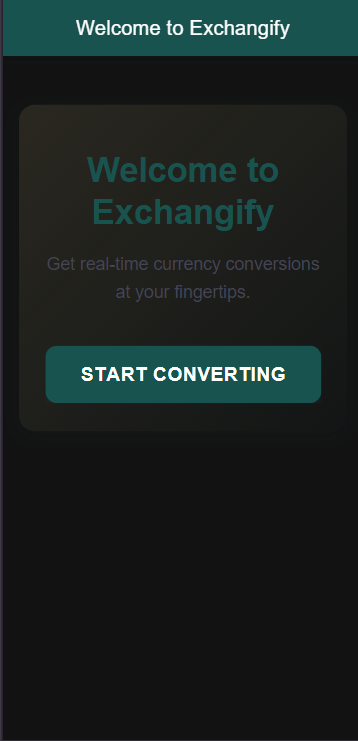 Welcome to Exchangify
Welcome to
Exchangify
Get real-time currency conversions
at your fingertips.
START CONVERTING